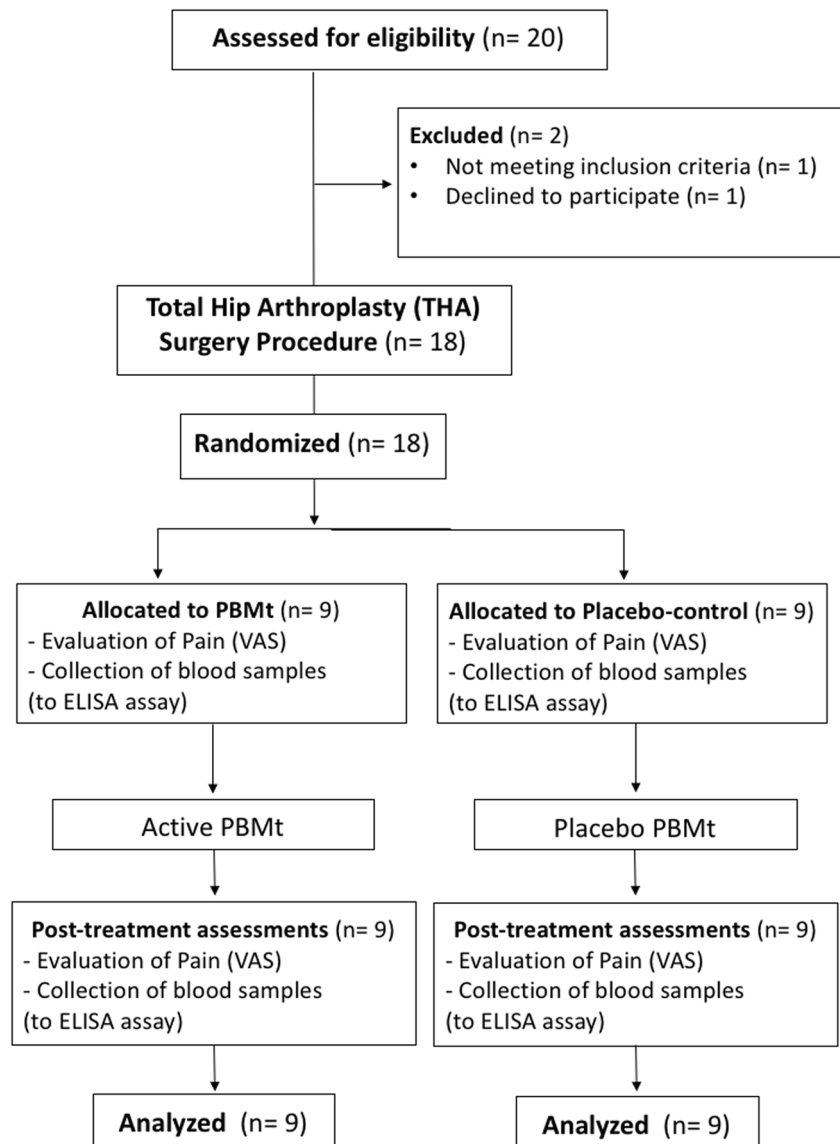 Assessed for eligibility (n= 20)
Excluded (n= 2)
• Not meeting inclusion criteria (n= 1)
• Declined to participate (n= 1)
Total Hip Arthroplasty (THA)
Surgery Procedure (n= 18)
Randomized (n= 18)
Allocated to PBMt (n= 9)
- Evaluation of Pain (VAS)
- Collection of blood samples
(to ELISA assay)
Allocated to Placebo-control (n= 9)
- Evaluation of Pain (VAS)
- Collection of blood samples
(to ELISA assay)
Active PBMt
Placebo PBMt
Post-treatment assessments (n= 9)
- Evaluation of Pain (VAS)
- Collection of blood samples
(to ELISA assay)
Post-treatment assessments (n= 9)
- Evaluation of Pain (VAS)
- Collection of blood samples
(to ELISA assay)
Analyzed (n= 9)
Analyzed (n= 9)